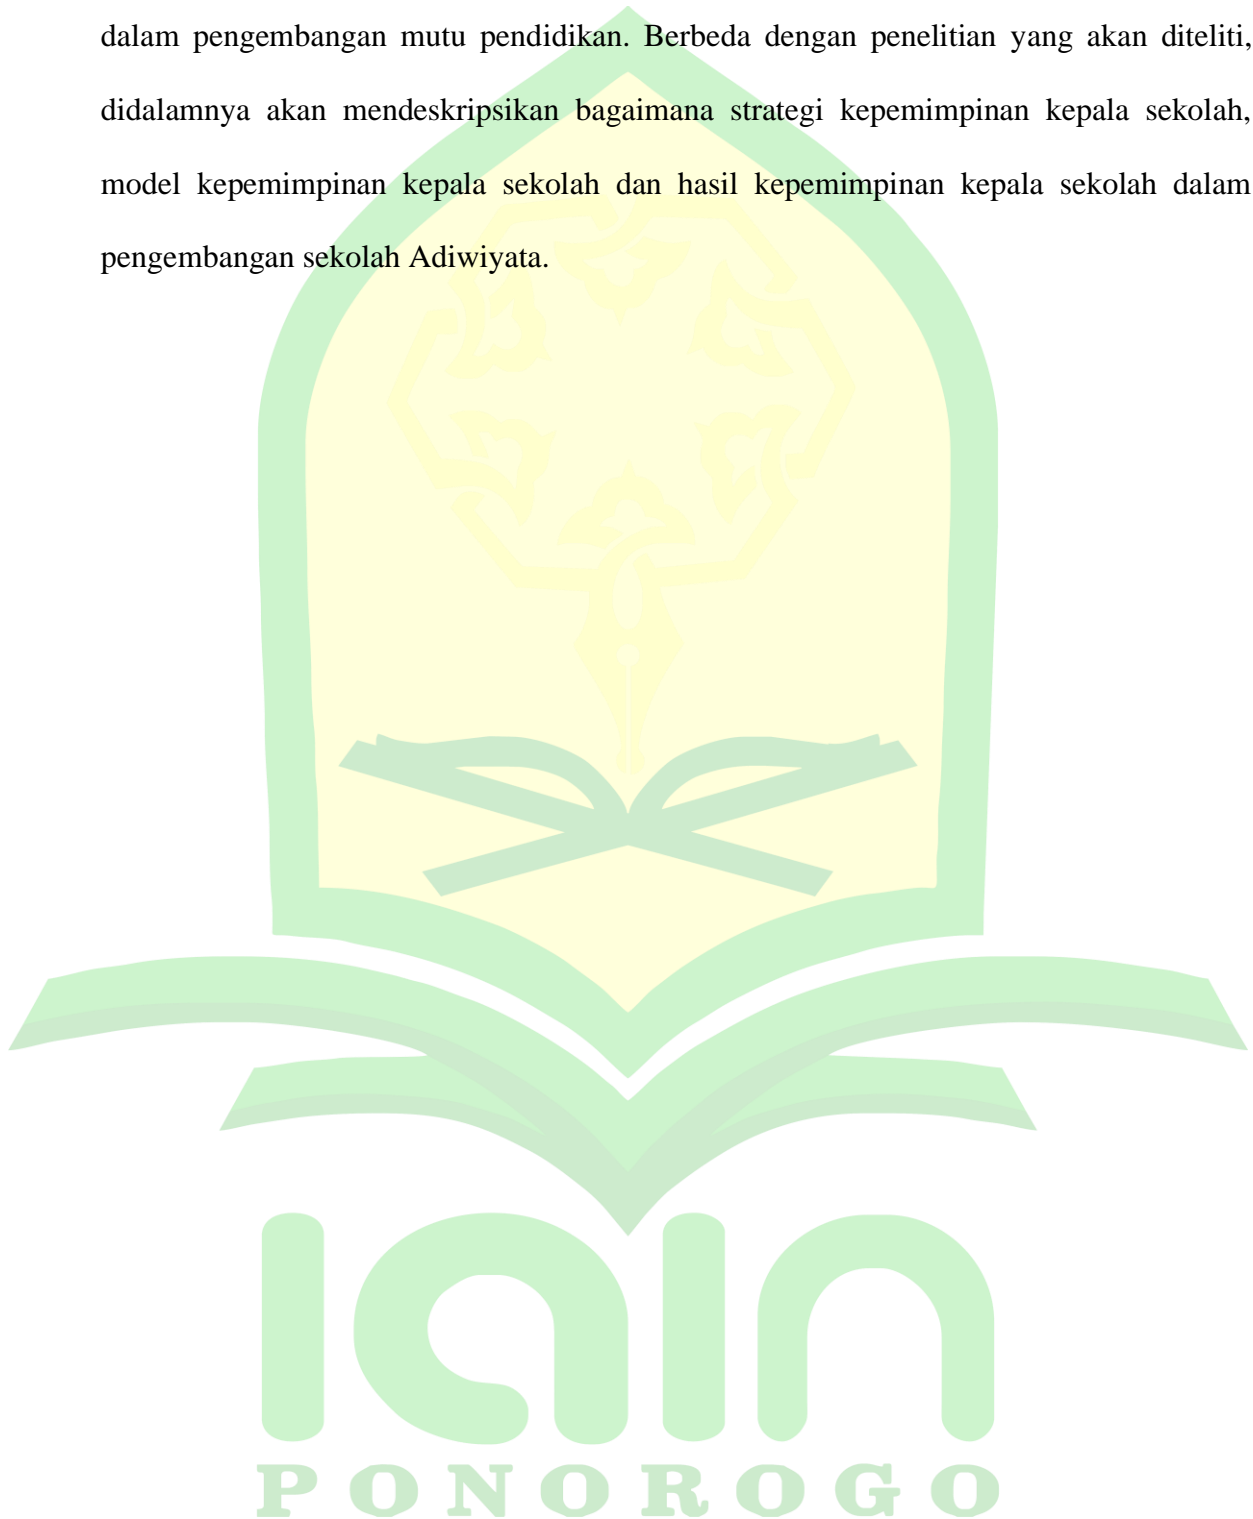 dalam pengembangan mutu pendidikan. Berbeda dengan penelitian yang akan diteliti,
didalamnya akan mendeskripsikan bagaimana strategi kepemimpinan kepala sekolah,
model kepemimpinan kepala sekolah dan hasil kepemimpinan kepala sekolah dalam
pengembangan sekolah Adiwiyata.
iain
PONOROGO